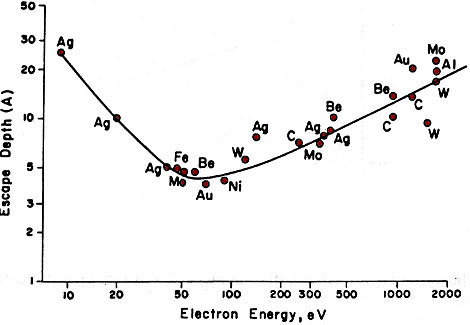 50
30
20
10
5
3
2
1
Escape Depth (A)
Ag
Ag
Ag
Fe
Mo
Be
Au
Ni
W
Ag
C
Ag
Mo
Be
Ag
Be
C
Au
C
Mo
Al
W
W
10 20 50 100 200 300 500 1000 2000
Electron Energy, eV